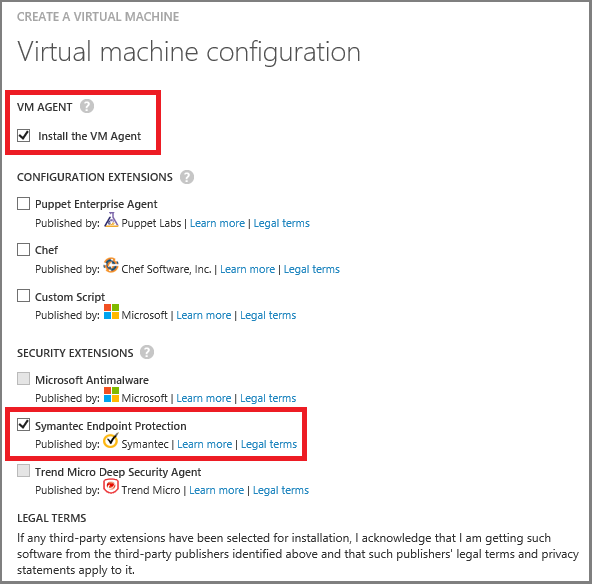 CREATE A VIRTUAL MACHINE
Virtual machine configuration
VM AGENT ?
Install the VM Agent
CONFIGURATION EXTENSIONS ?
Puppet Enterprise Agent
Published by: Puppet Labs | Learn more | Legal terms
Chef
Published by: Chef Software, Inc. | Learn more | Legal terms
Custom Script
Published by: Microsoft | Learn more | Legal terms
SECURITY EXTENSIONS ?
Microsoft Antimalware
Published by: Microsoft | Learn more | Legal terms
Symantec Endpoint Protection
Published by: Symantec | Learn more | Legal terms
Trend Micro Deep Security Agent
Published by: Trend Micro | Learn more | Legal terms
LEGAL TERMS
If any third-party extensions have been selected for installation, I acknowledge that I am getting such
software from the third-party publishers identified above and that such publishers' legal terms and privacy
statements apply to it.